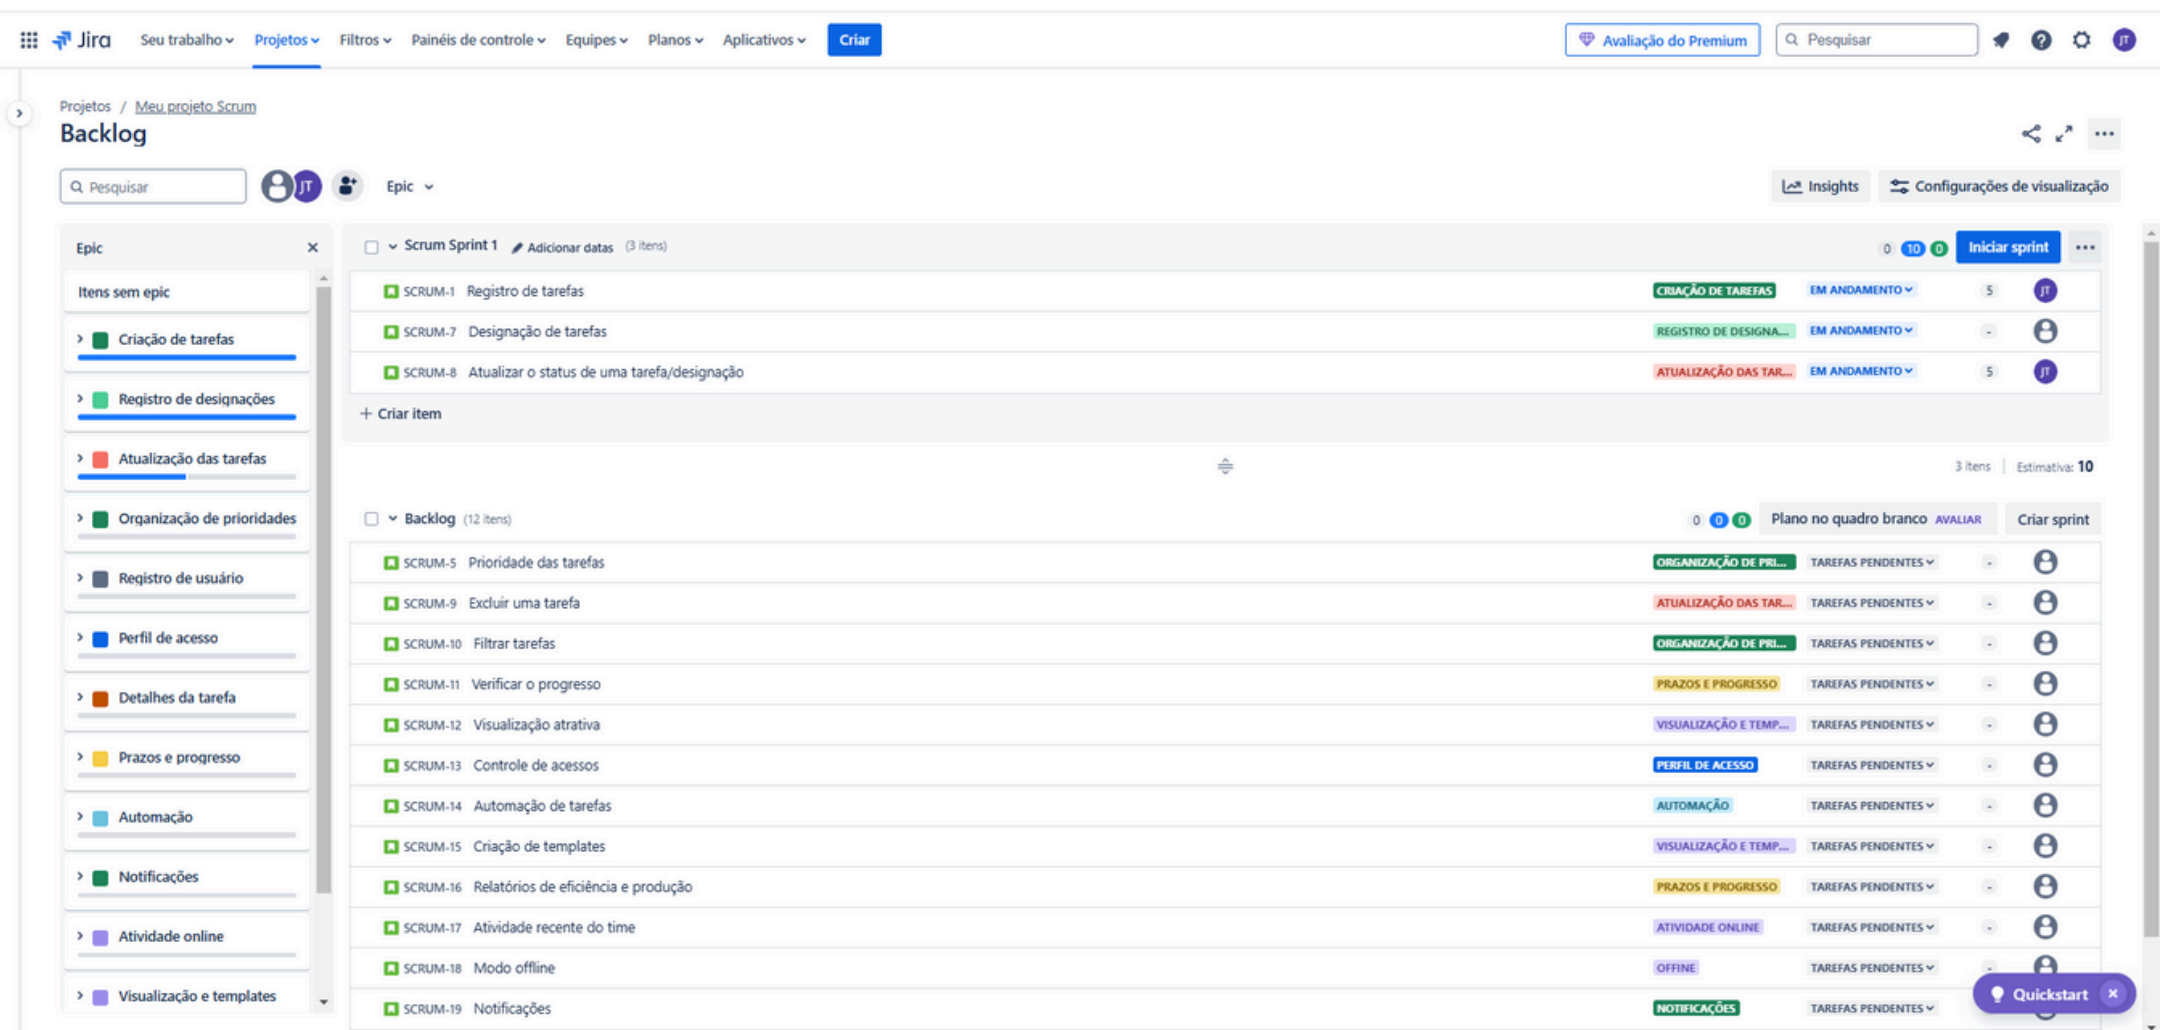 Jira Seu trabalho Projetos Filtros Painéis de controle Equipes Planos Aplicativos Criar Avaliação do Premium Pesquisar JT
Projetos / Meu projeto Scrum
Backlog
Pesquisar JT Epic Insights Configurações de visualização
Epic
Itens sem epic
Criação de tarefas
Registro de designações
Atualização das tarefas
Organização de prioridades
Registro de usuário
Perfil de acesso
Detalhes da tarefa
Prazos e progresso
Automação
Notificações
Atividade online
Visualização e templates
Scrum Sprint 1 Adicionar datas (3 itens) 0 10 0 Iniciar sprint
SCRUM-1 Registro de tarefas CRIAÇÃO DE TAREFAS EM ANDAMENTO 5 JT
SCRUM-7 Designação de tarefas REGISTRO DE DESIGNA... EM ANDAMENTO -
SCRUM-8 Atualizar o status de uma tarefa/designação ATUALIZAÇÃO DAS TAR... EM ANDAMENTO 5 JT
+ Criar item
3 itens Estimativa: 10
Backlog (12 itens) 0 0 0 Plano no quadro branco AVALIAR Criar sprint
SCRUM-5 Prioridade das tarefas ORGANIZAÇÃO DE PRI... TAREFAS PENDENTES -
SCRUM-9 Excluir uma tarefa ATUALIZAÇÃO DAS TAR... TAREFAS PENDENTES -
SCRUM-10 Filtrar tarefas ORGANIZAÇÃO DE PRI... TAREFAS PENDENTES -
SCRUM-11 Verificar o progresso PRAZOS E PROGRESSO TAREFAS PENDENTES -
SCRUM-12 Visualização atrativa VISUALIZAÇÃO E TEMP... TAREFAS PENDENTES -
SCRUM-13 Controle de acessos PERFIL DE ACESSO TAREFAS PENDENTES -
SCRUM-14 Automação de tarefas AUTOMAÇÃO TAREFAS PENDENTES -
SCRUM-15 Criação de templates VISUALIZAÇÃO E TEMP... TAREFAS PENDENTES -
SCRUM-16 Relatórios de eficiência e produção PRAZOS E PROGRESSO TAREFAS PENDENTES -
SCRUM-17 Atividade recente do time ATIVIDADE ONLINE TAREFAS PENDENTES -
SCRUM-18 Modo offline OFFINE TAREFAS PENDENTES -
SCRUM-19 Notificações NOTIFICAÇÕES TAREFAS PENDENTES
Quickstart